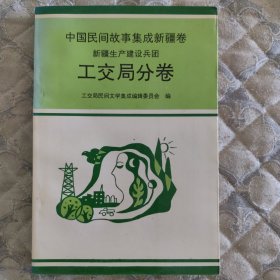 中国民间故事集成新疆卷
新疆生产建设兵团
工交局分卷
工交局民间文学集成编辑委员会 编